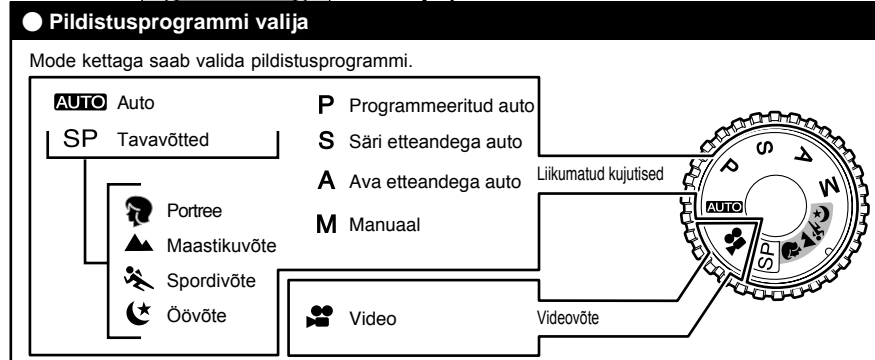 ● Pildistusprogrammi valija
Mode kettaga saab valida pildistusprogrammi.
AUTO Auto
SP Tavavõtted
Portree
Maastikuvõte
Spordivõte
Öövõte
P Programmeeritud auto
S Säri etteandega auto
A Ava etteandega auto
M Manuaal
Video
Liikumatud kujutised
Videovõte
P S A M
AUTO
SP